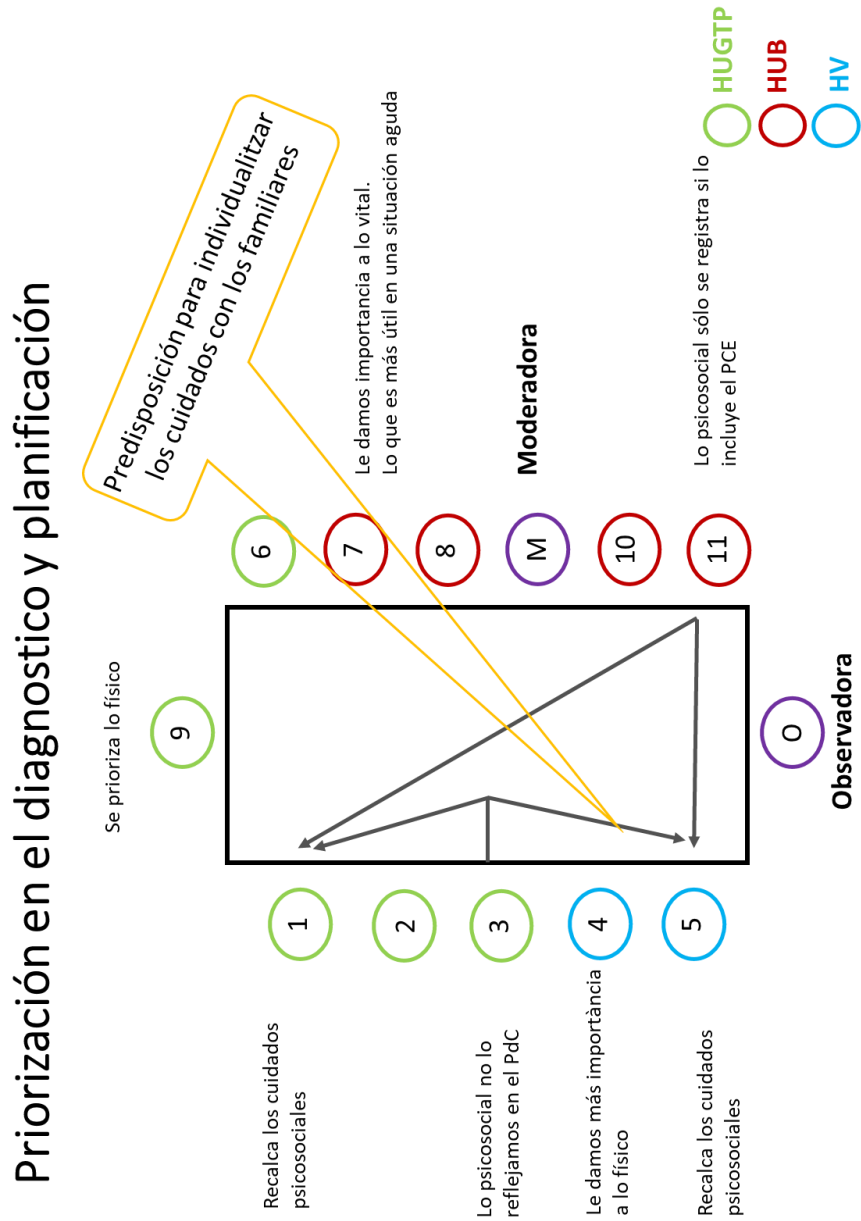 Priorización en el diagnostico y planificación
Predisposición para individualitzar
los cuidados con los familiares
Se prioriza lo físico
9
Recalca los cuidados
psicosociales
1
2
Lo psicosocial no lo
reflejamos en el PdC
3
Le damos más importància
a lo físico
4
Recalca los cuidados
psicosociales
5
6
7
Le damos importancia a lo vital.
Lo que es más útil en una situación aguda
8
M
Moderadora
10
11
Lo psicosocial sólo se registra si lo
incluye el PCE
O
Observadora
HUGTP
HUB
HV